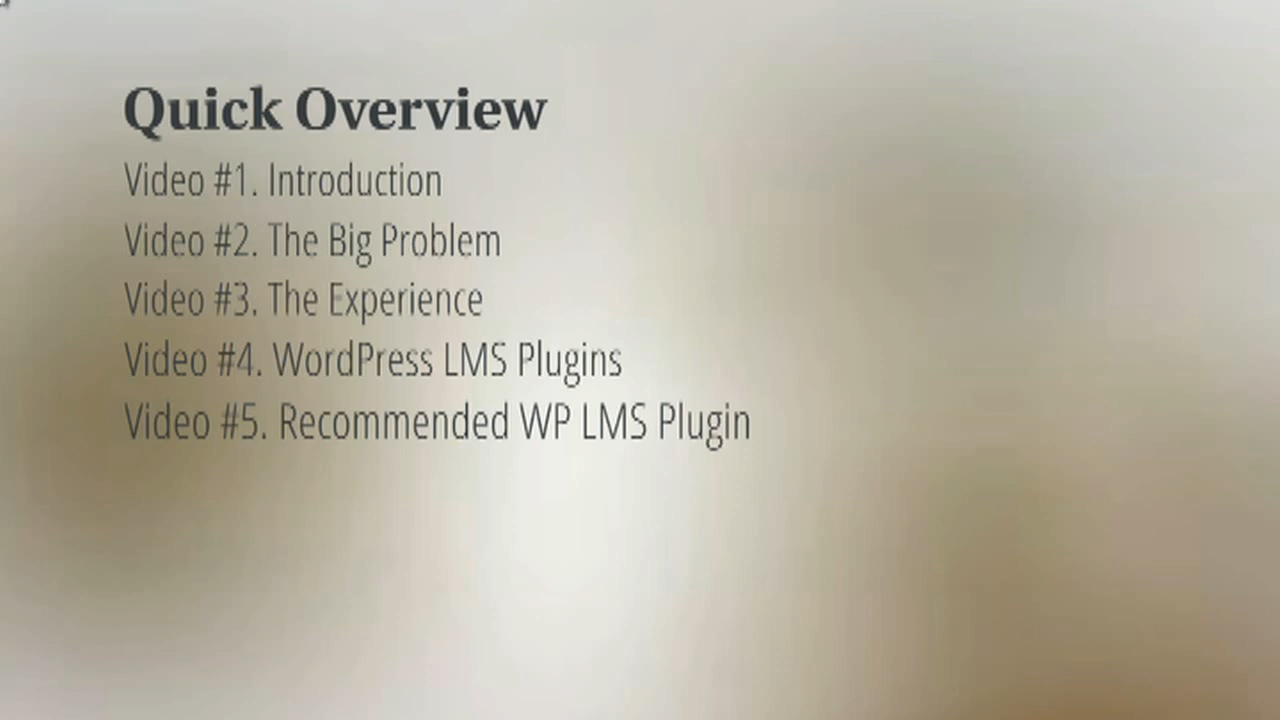 Quick Overview
Video #1. Introduction
Video #2. The Big Problem
Video #3. The Experience
Video #4. WordPress LMS Plugins
Video #5. Recommended WP LMS Plugin